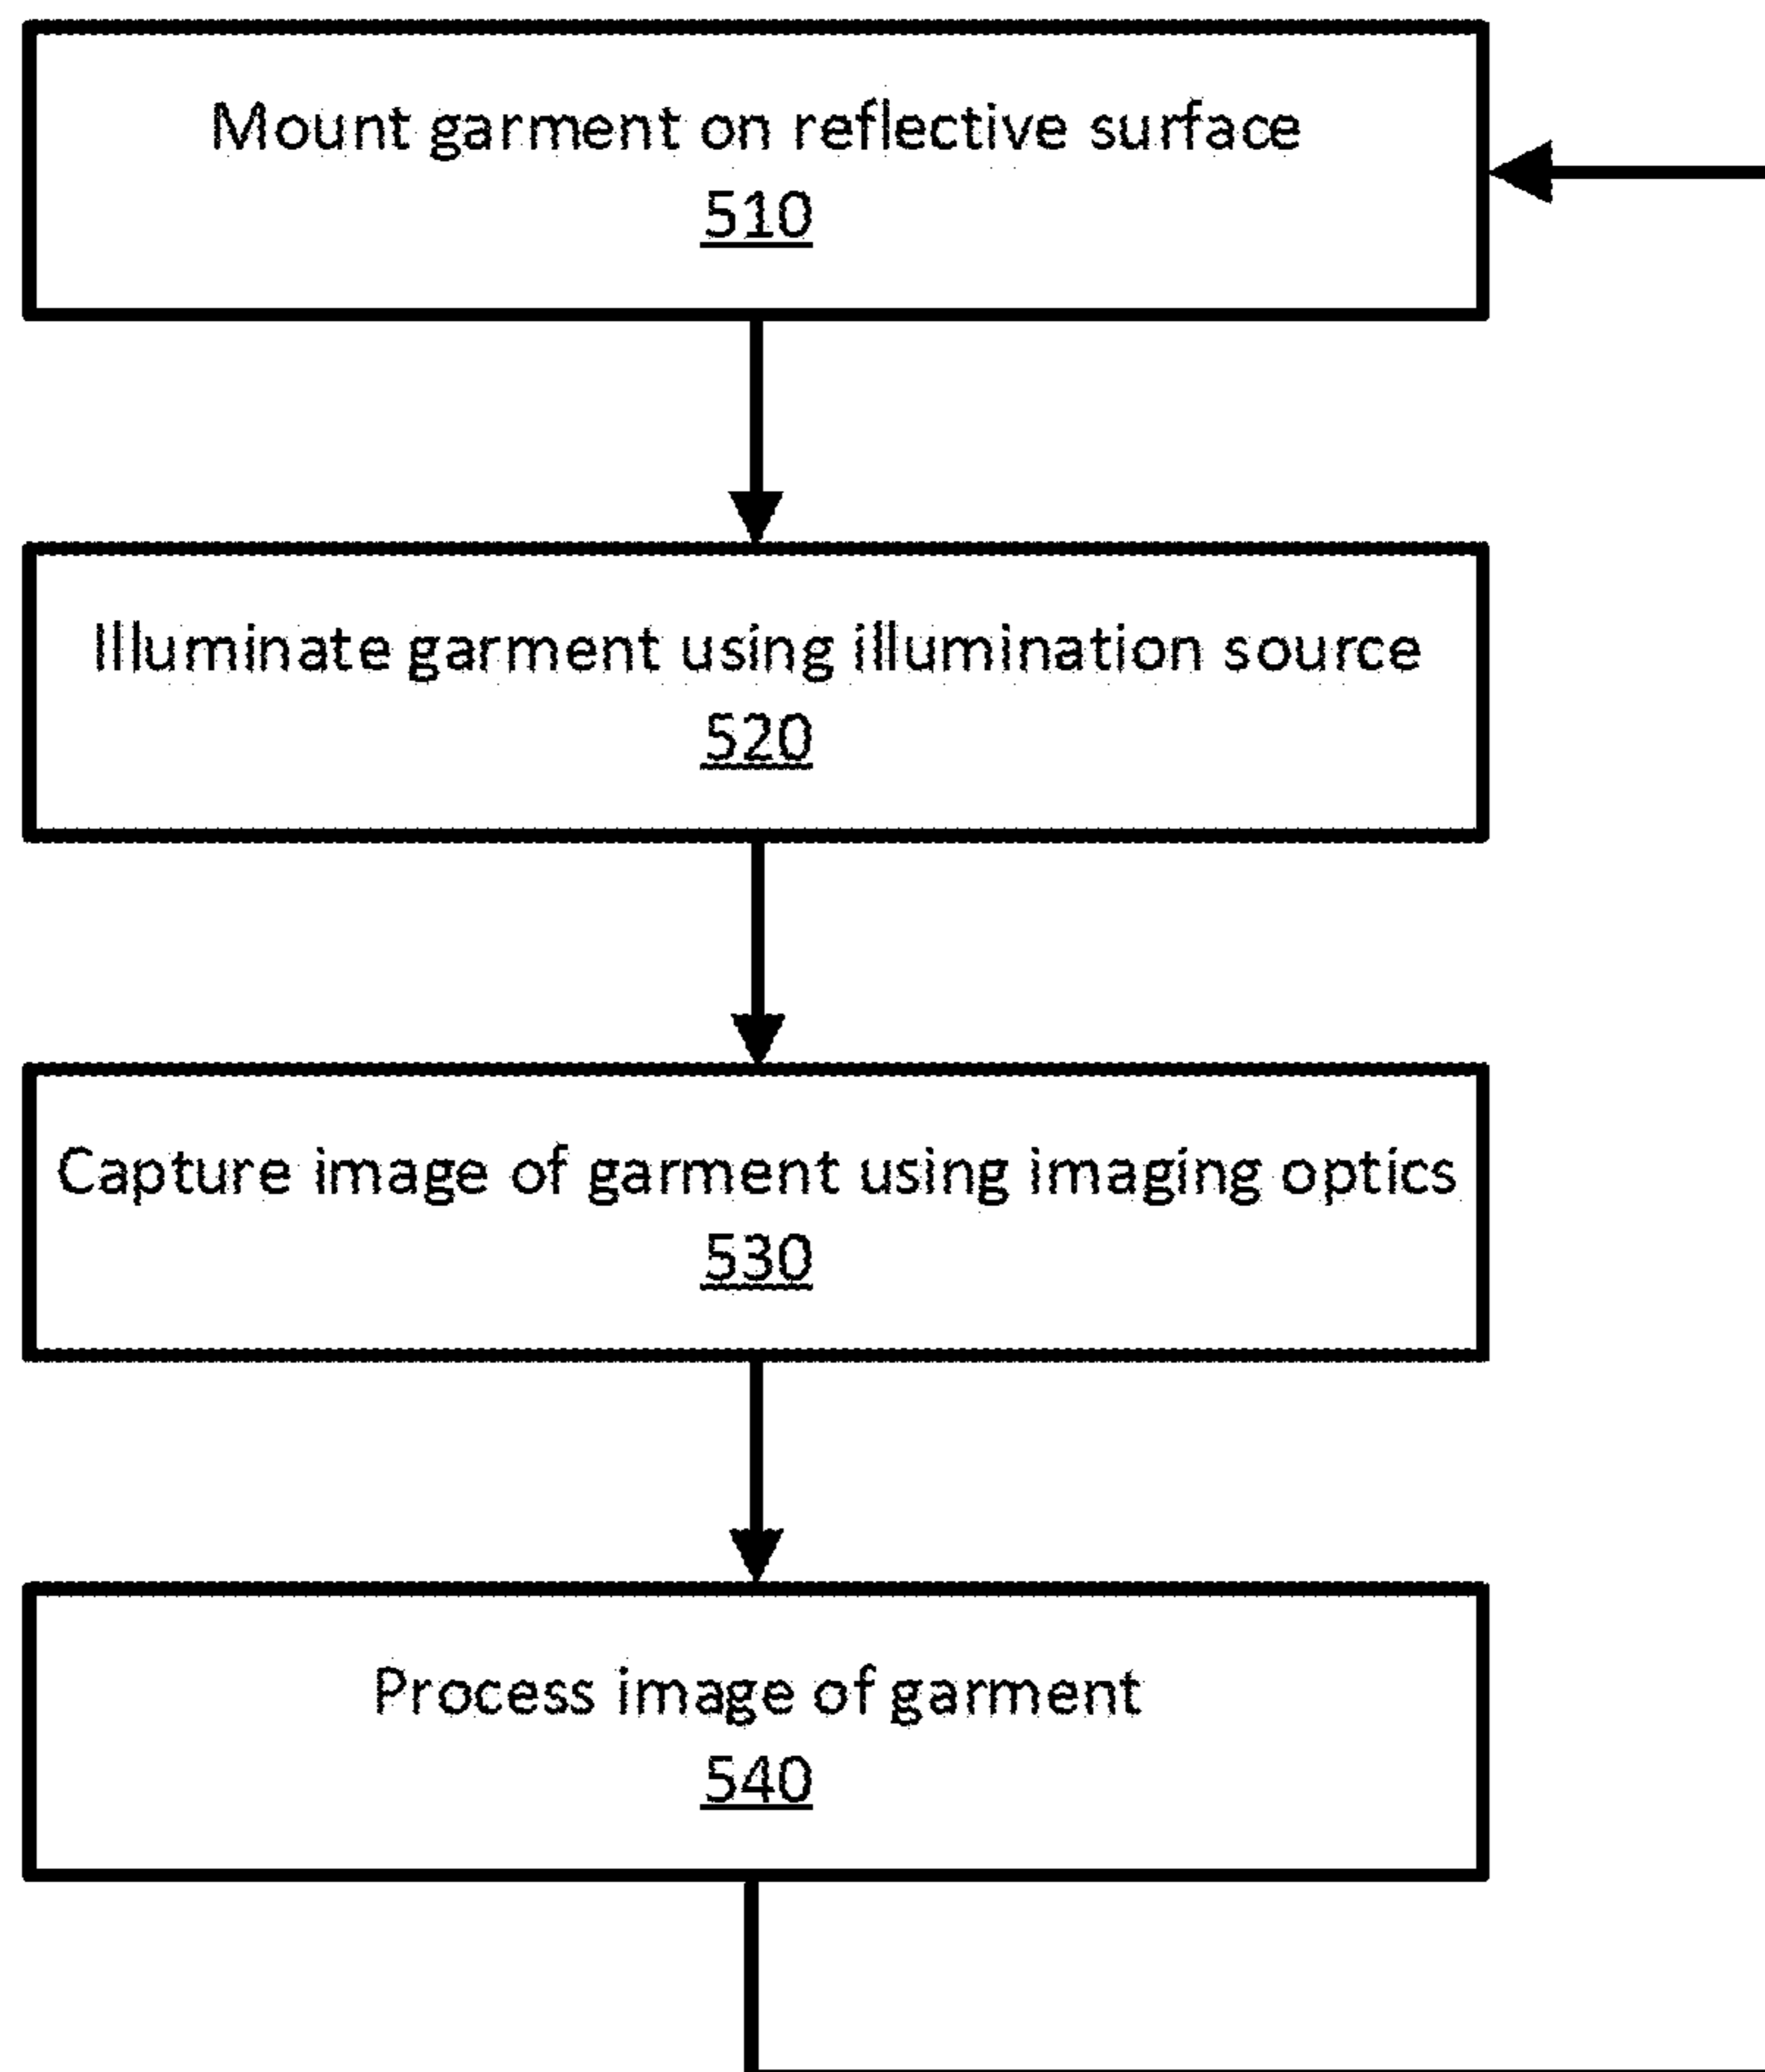 Mount garment on reflective surface
510
Illuminate garment using illumination source
520
Capture image of garment using imaging optics
530
Process image of garment
540